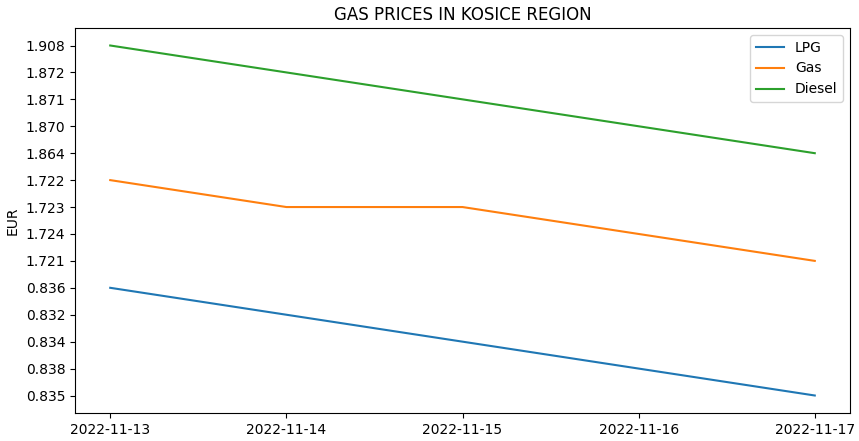 GAS PRICES IN KOSICE REGION
LPG
Gas
Diesel
EUR
1.908
1.872
1.871
1.870
1.864
1.722
1.723
1.724
1.721
0.836
0.832
0.834
0.838
0.835
2022-11-13 2022-11-14 2022-11-15 2022-11-16 2022-11-17